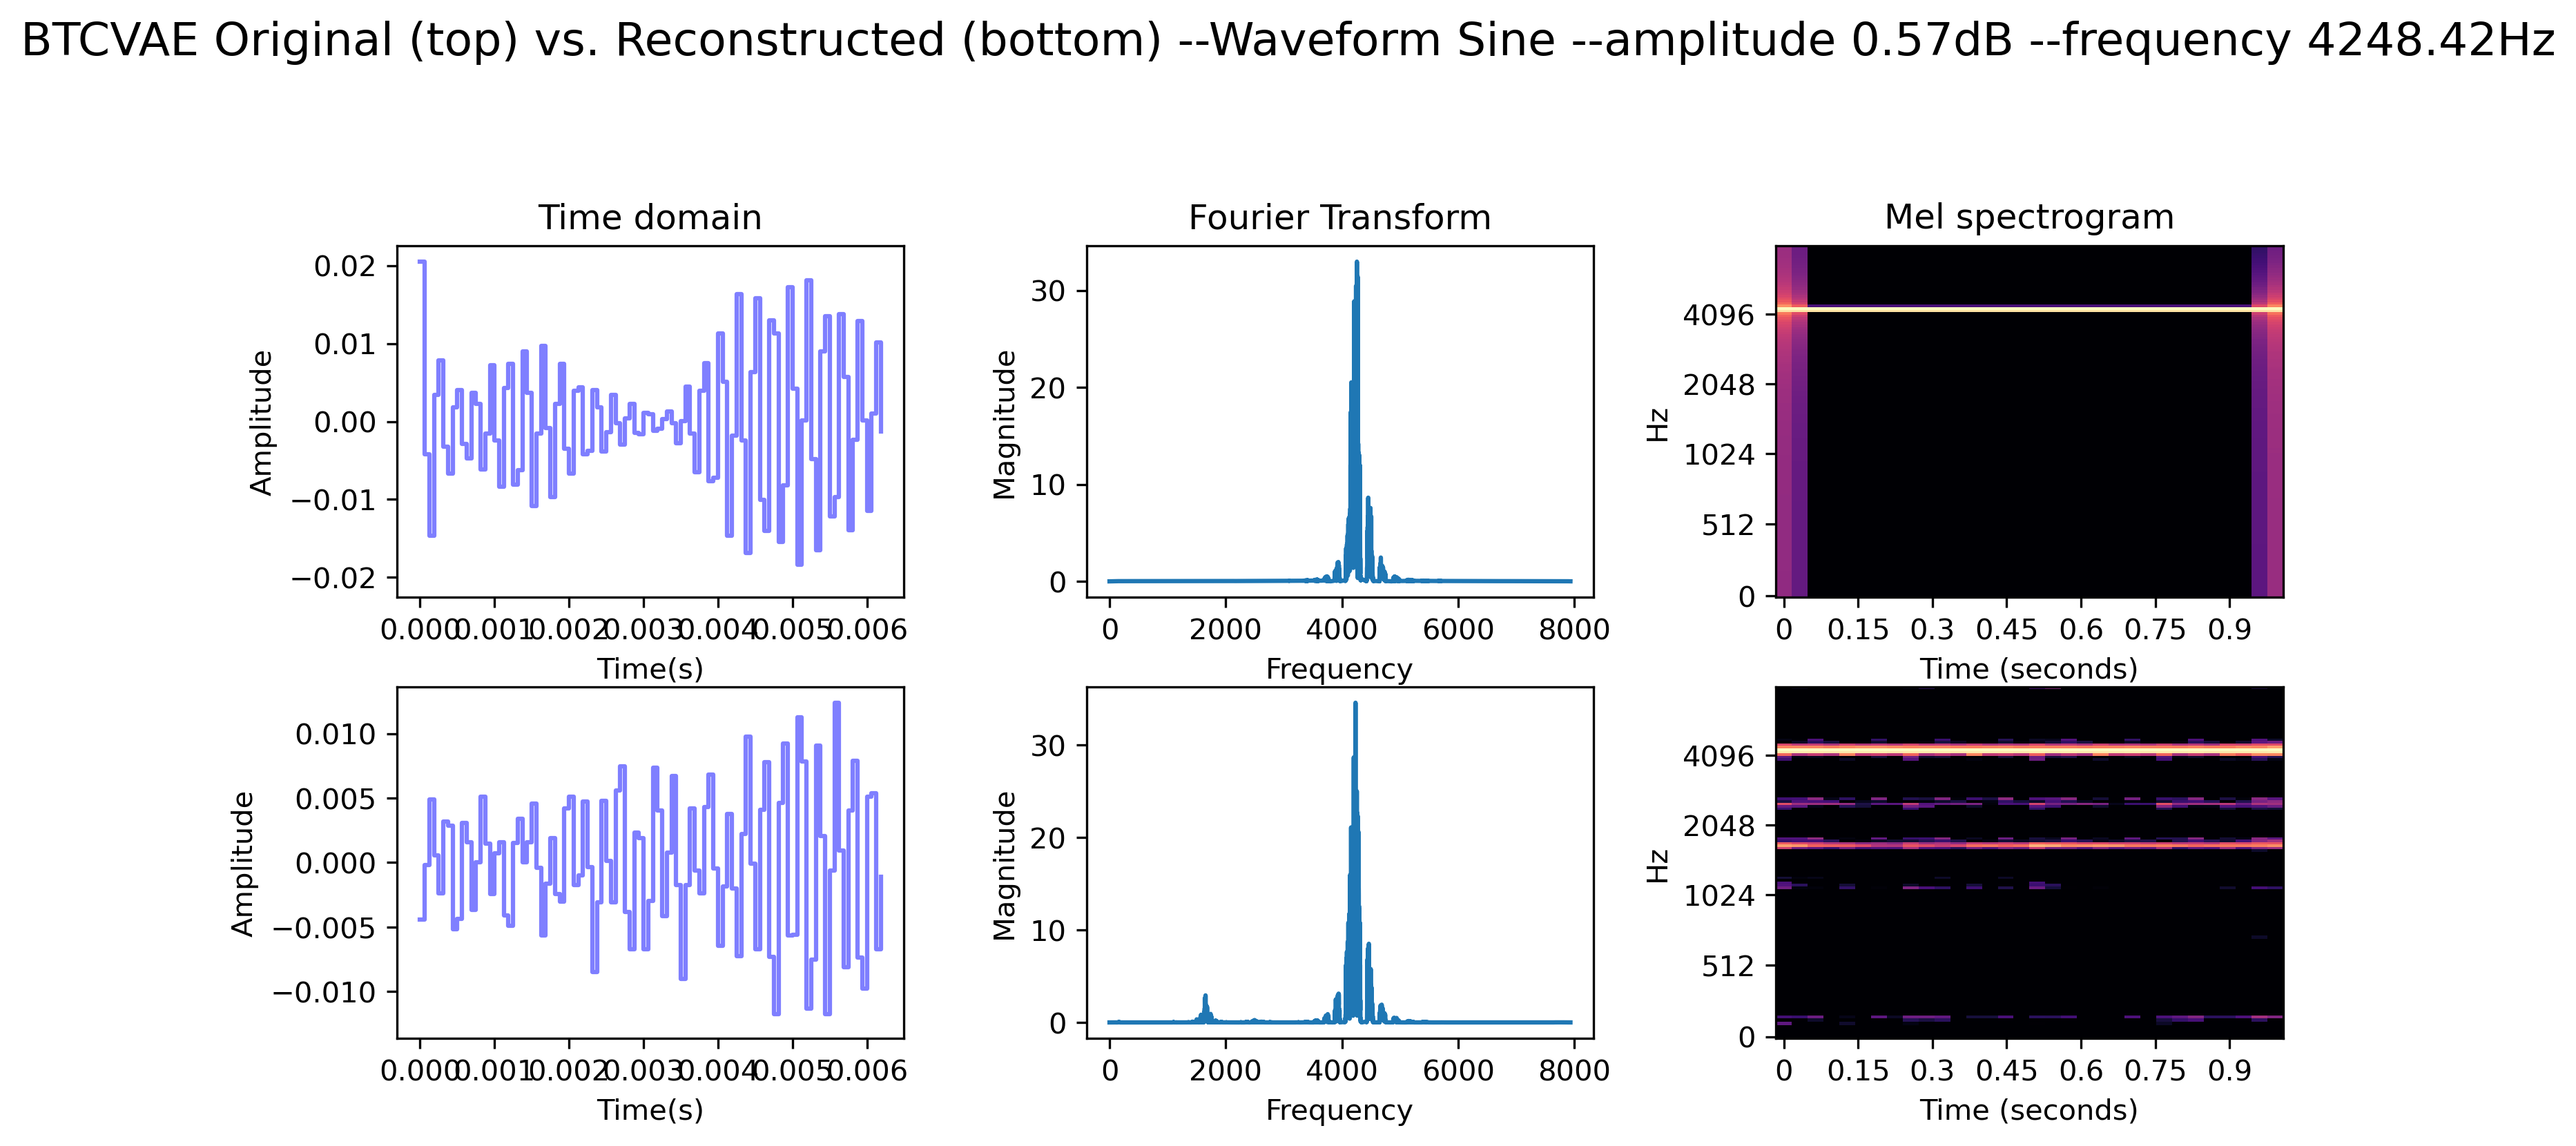 BTCVAE Original (top) vs. Reconstructed (bottom) --Waveform Sine --amplitude 0.57dB --frequency 4248.42Hz
Time domain
Amplitude
0.02
0.01
0.00
−0.01
−0.02
0.000 0.001 0.002 0.003 0.004 0.005 0.006
Time(s)
Fourier Transform
Magnitude
30
20
10
0
0 2000 4000 6000 8000
Frequency
Mel spectrogram
Hz
4096
2048
1024
512
0
0 0.15 0.3 0.45 0.6 0.75 0.9
Time (seconds)
Amplitude
0.010
0.005
0.000
−0.005
−0.010
0.000 0.001 0.002 0.003 0.004 0.005 0.006
Time(s)
Magnitude
30
20
10
0
0 2000 4000 6000 8000
Frequency
Hz
4096
2048
1024
512
0
0 0.15 0.3 0.45 0.6 0.75 0.9
Time (seconds)